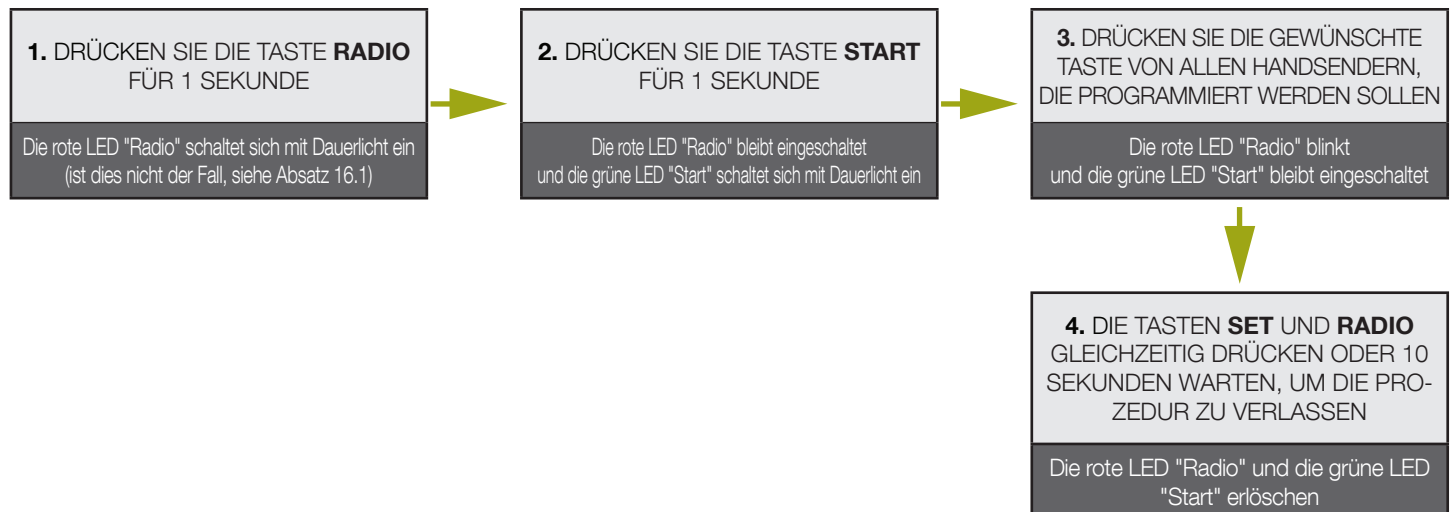 1. DRÜCKEN SIE DIE TASTE RADIO
FÜR 1 SEKUNDE
Die rote LED "Radio" schaltet sich mit Dauerlicht ein
(ist dies nicht der Fall, siehe Absatz 16.1)
2. DRÜCKEN SIE DIE TASTE START
FÜR 1 SEKUNDE
Die rote LED "Radio" bleibt eingeschaltet
und die grüne LED "Start" schaltet sich mit Dauerlicht ein
3. DRÜCKEN SIE DIE GEWÜNSCHTE
TASTE VON ALLEN HANDSENDERN,
DIE PROGRAMMIERT WERDEN SOLLEN
Die rote LED "Radio" blinkt
und die grüne LED "Start" bleibt eingeschaltet
4. DIE TASTEN SET UND RADIO
GLEICHZEITIG DRÜCKEN ODER 10
SEKUNDEN WARTEN, UM DIE PRO-
ZEDUR ZU VERLASSEN
Die rote LED "Radio" und die grüne LED
"Start" erlöschen